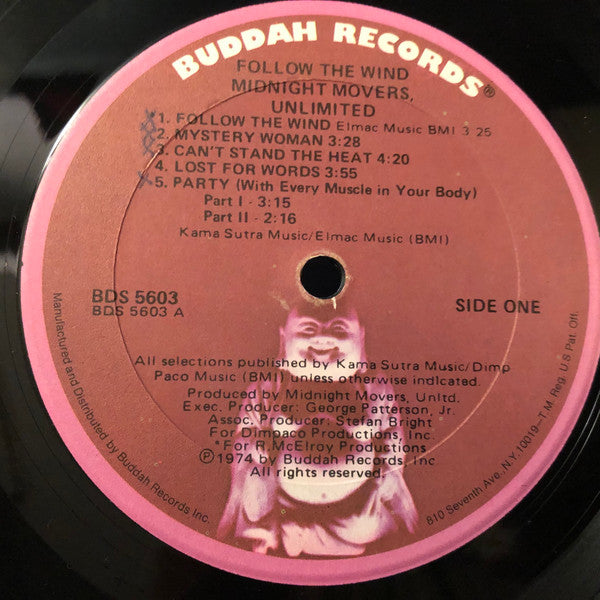 BUDDAH RECORDS®
FOLLOW THE WIND
MIDNIGHT MOVERS,
UNLIMITED
1. FOLLOW THE WIND Elmac Music BMI 3 25
2. MYSTERY WOMAN 3:28
3. CAN'T STAND THE HEAT 4:20
4. LOST FOR WORDS 3:55
5. PARTY (With Every Muscle in Your Body)
Part I - 3:15
Part II - 2:16
Kama Sutra Music/Elmac Music (BMI)
BDS 5603
BDS 5603 A
SIDE ONE
All selections published by Kama Sutra Music/Dimp
Paco Music (BMI) unless otherwise indicated.
Produced by Midnight Movers, Unltd.
Exec. Producer: George Patterson, Jr.
Assoc. Producer: Stefan Bright
For Dimpaco Productions, Inc.
*For R.McElroy Productions
Ⓟ1974 by Buddah Records, Inc
All rights reserved.
Manufactured and Distributed by Buddah Records Inc.
810 Seventh Ave. N.Y. 10019-T.M. Reg. U.S Pat. Off.